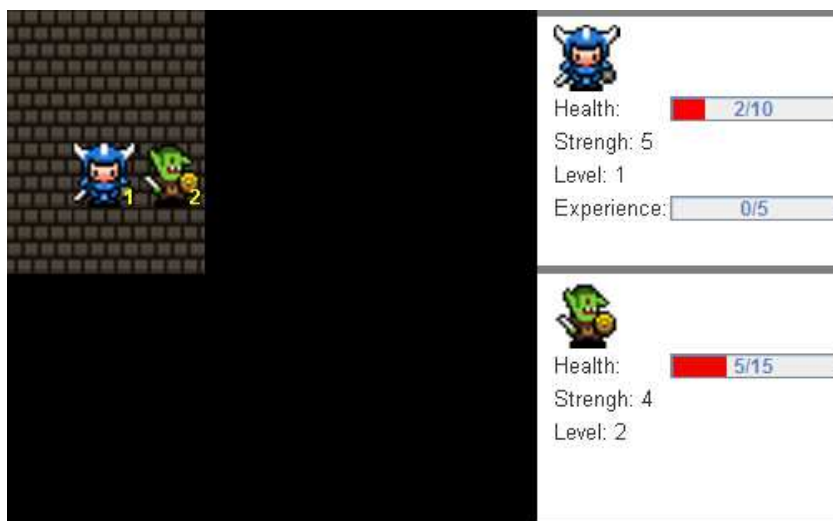 1
2
Health: 2/10
Strengh: 5
Level: 1
Experience: 0/5
Health: 5/15
Strengh: 4
Level: 2